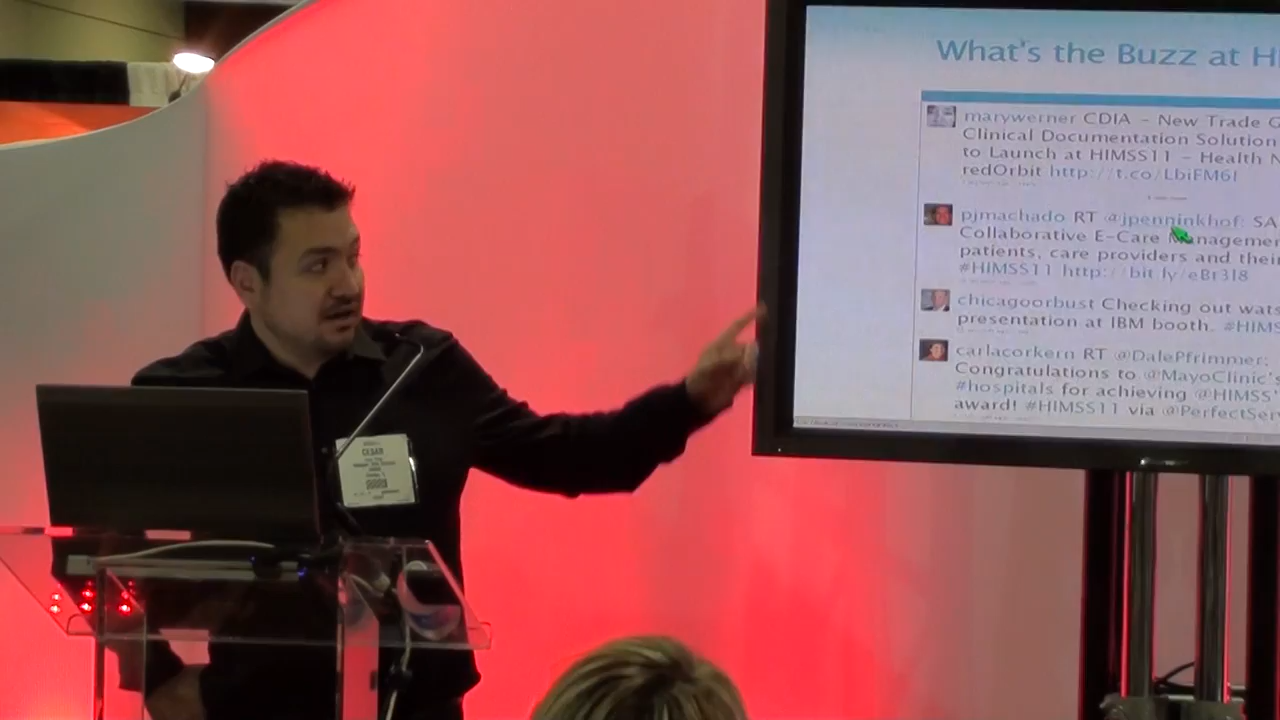 What's the Buzz at HI
marywerner CDIA – New Trade G
Clinical Documentation Solution
to Launch at HIMSS11 – Health N
redOrbit http://t.co/LbiFM6I
pjmachado RT @jpenninkhof: SA
Collaborative E-Care Managemen
patients, care providers and thei
#HIMSS11 http://bit.ly/eBt3I8
chicagoorbust Checking out wats
presentation at IBM booth. #HIMS
carlacorkern RT @DalePfrimmer:
Congratulations to @MayoClinic's
#hospitals for achieving @HIMSS'
award! #HIMSS11 via @PerfectSer
CESAR